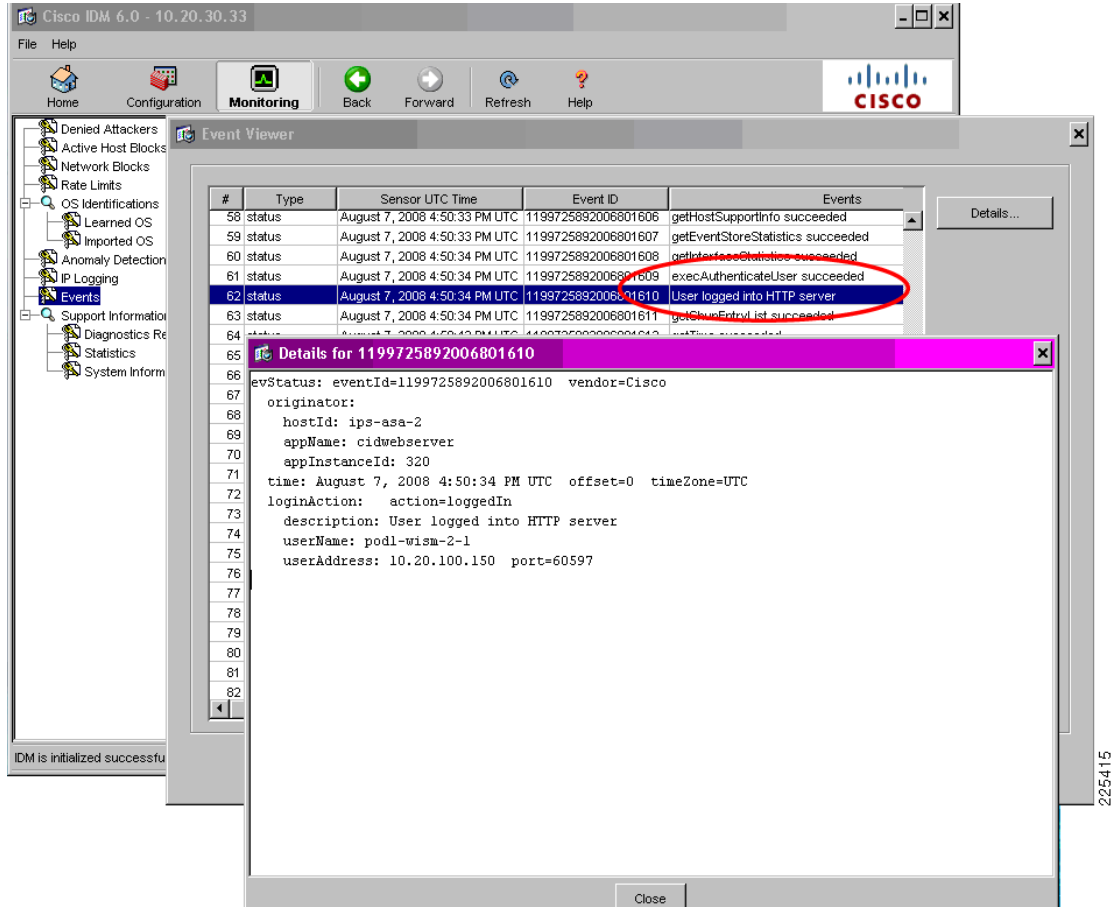 Cisco IDM 6.0 - 10.20.30.33
File Help
Home Configuration Monitoring Back Forward Refresh Help
CISCO
Denied Attackers
Active Host Blocks
Network Blocks
Rate Limits
OS Identifications
Learned OS
Imported OS
Anomaly Detection
IP Logging
Events
Support Information
Diagnostics Re
Statistics
System Inform
IDM is initialized successfu
Event Viewer
# Type Sensor UTC Time Event ID Events
58 status August 7, 2008 4:50:33 PM UTC 1199725892006801606 getHostSupportInfo succeeded
59 status August 7, 2008 4:50:33 PM UTC 1199725892006801607 getEventStoreStatistics succeeded
60 status August 7, 2008 4:50:34 PM UTC 1199725892006801608 getInterfaceStatistics succeeded
61 status August 7, 2008 4:50:34 PM UTC 1199725892006801609 execAuthenticateUser succeeded
62 status August 7, 2008 4:50:34 PM UTC 1199725892006801610 User logged into HTTP server
63 status August 7, 2008 4:50:34 PM UTC 1199725892006801611 getShunEntryList succeeded
64
65
66
67
68
69
70
71
72
73
74
75
76
77
78
79
80
81
82
Details...
Details for 1199725892006801610
evStatus: eventId=1199725892006801610 vendor=Cisco
originator:
hostId: ips-asa-2
appName: cidwebserver
appInstanceId: 320
time: August 7, 2008 4:50:34 PM UTC offset=0 timeZone=UTC
loginAction: action=loggedIn
description: User logged into HTTP server
userName: pod1-wism-2-1
userAddress: 10.20.100.150 port=60597
Close
225415